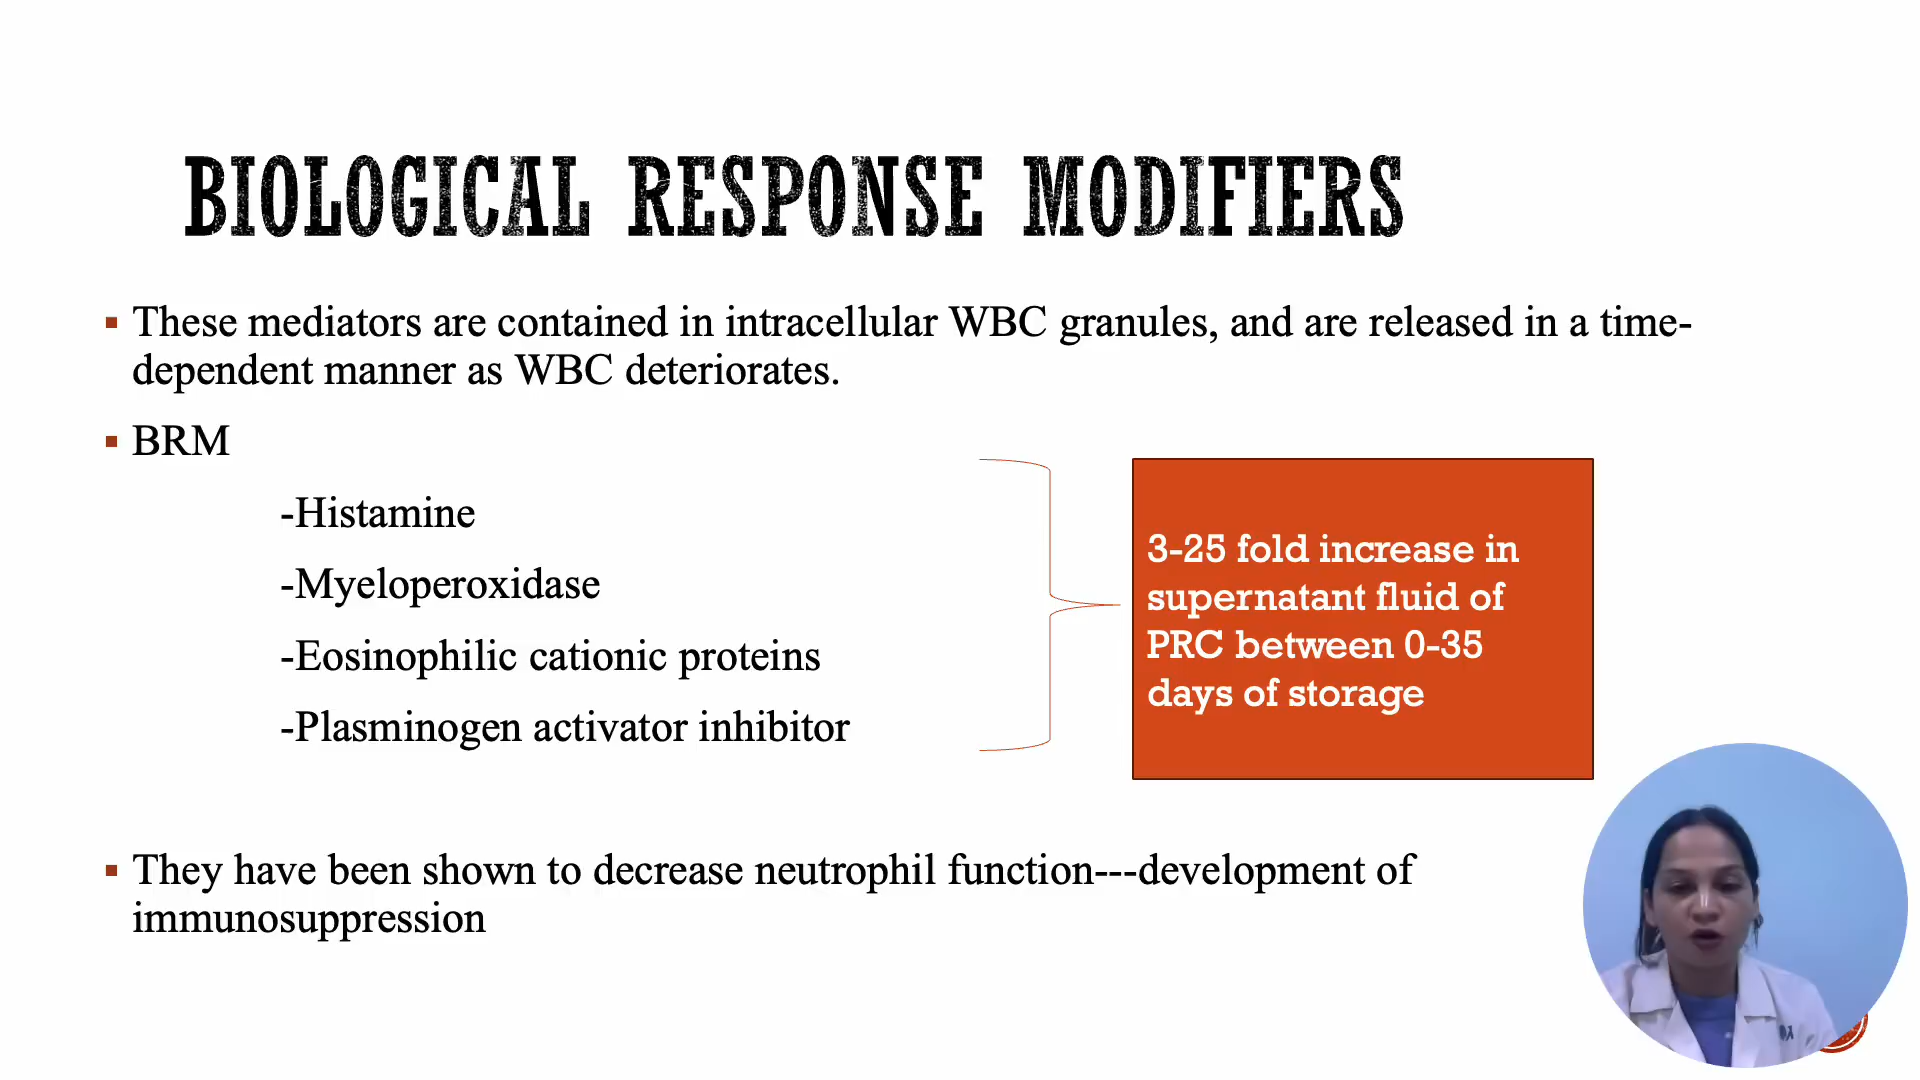 BIOLOGICAL RESPONSE MODIFIERS
These mediators are contained in intracellular WBC granules, and are released in a time-
dependent manner as WBC deteriorates.
BRM
-Histamine
-Myeloperoxidase
-Eosinophilic cationic proteins
-Plasminogen activator inhibitor
3-25 fold increase in
supernatant fluid of
PRC between 0-35
days of storage
They have been shown to decrease neutrophil function---development of
immunosuppression